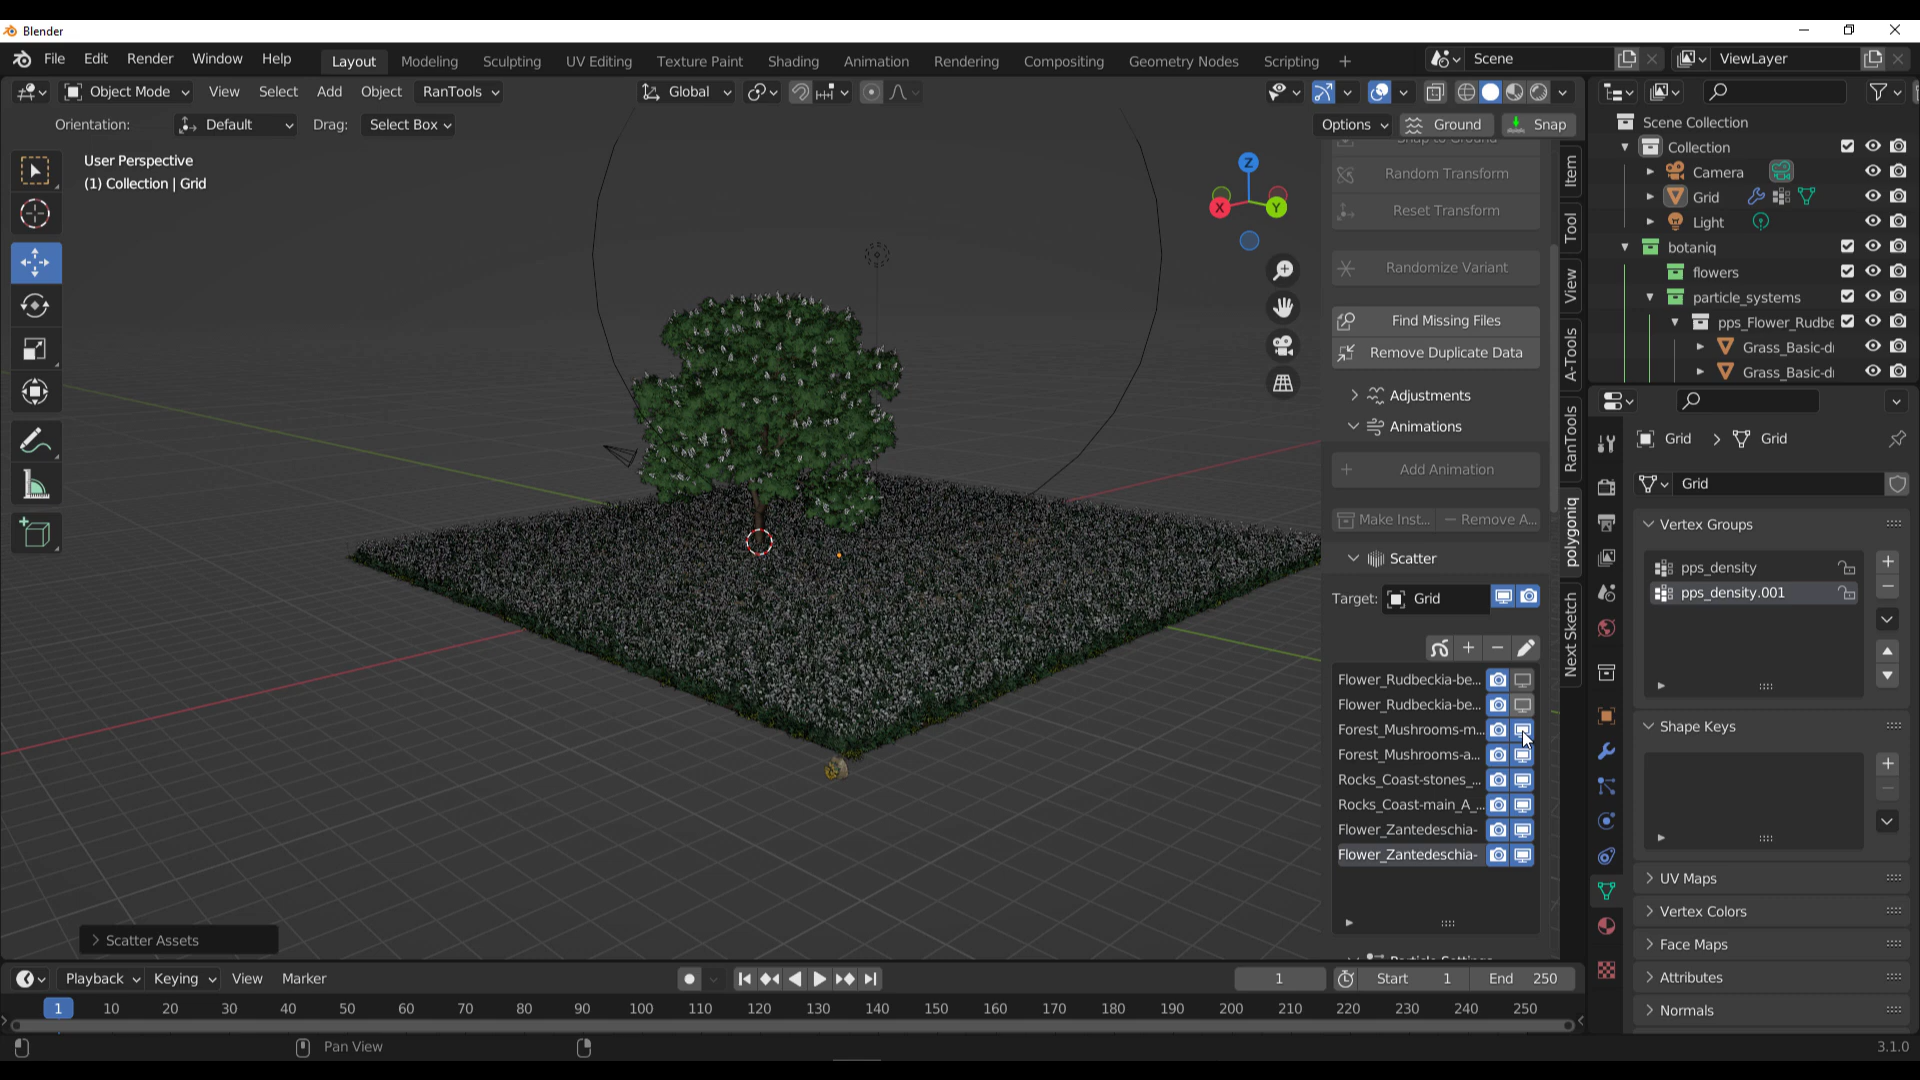 Blender
File Edit Render Window Help Layout Modeling Sculpting UV Editing Texture Paint Shading Animation Rendering Compositing Geometry Nodes Scripting + Scene ViewLayer
Object Mode View Select Add Object RanTools Global
Orientation: Default Drag: Select Box Options Ground Snap
User Perspective
(1) Collection | Grid
Z
X
Y
Random Transform
Reset Transform
Randomize Variant
Find Missing Files
Remove Duplicate Data
Adjustments
Animations
Add Animation
Make Inst... Remove A...
Scatter
Target: Grid
Flower_Rudbeckia-be...
Flower_Rudbeckia-be...
Forest_Mushrooms-m...
Forest_Mushrooms-a...
Rocks_Coast-stones_...
Rocks_Coast-main_A_...
Flower_Zantedeschia-
Flower_Zantedeschia-
Item
Tool
View
A-Tools
RanTools
polygoniq
Next Sketch
Scene Collection
Collection
Camera
Grid
Light
botaniq
flowers
particle_systems
pps_Flower_Rudbe
Grass_Basic-d
Grass_Basic-d
Grid > Grid
Grid
Vertex Groups
pps_density
pps_density.001
Shape Keys
UV Maps
Vertex Colors
Face Maps
Attributes
Normals
Scatter Assets
Playback Keying View Marker 1 Start 1 End 250
1 10 20 30 40 50 60 70 80 90 100 110 120 130 140 150 160 170 180 190 200 210 220 230 240 250
Pan View 3.1.0